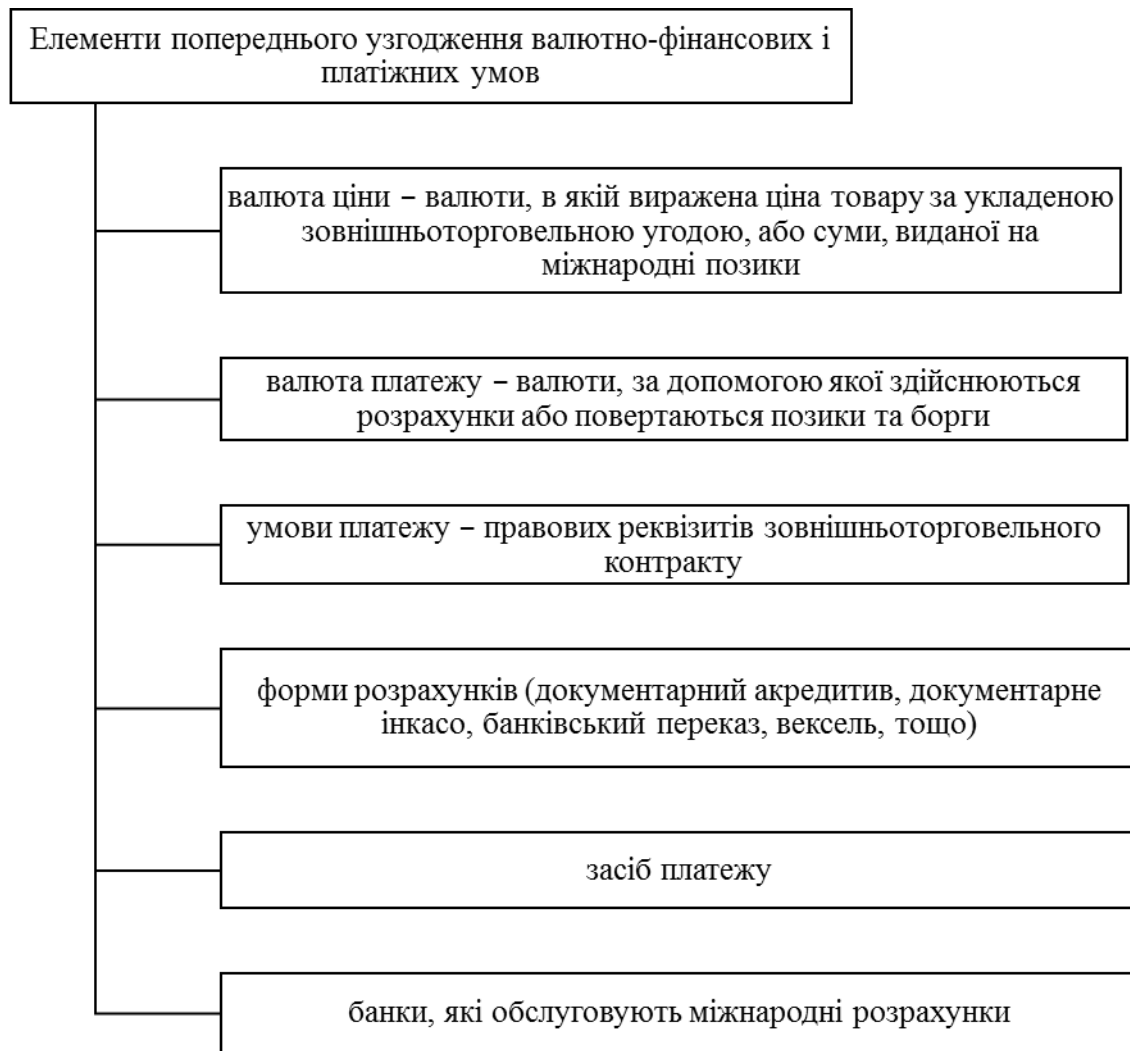 Елементи попереднього узгодження валютно-фінансових і
платіжних умов
валюта ціни – валюти, в якій виражена ціна товару за укладеною
зовнішньоторговельною угодою, або суми, виданої на
міжнародні позики
валюта платежу – валюти, за допомогою якої здійснюються
розрахунки або повертаються позики та борги
умови платежу – правових реквізитів зовнішньоторговельного
контракту
форми розрахунків (документарний акредитив, документарне
інкасо, банківський переказ, вексель, тощо)
засіб платежу
банки, які обслуговують міжнародні розрахунки